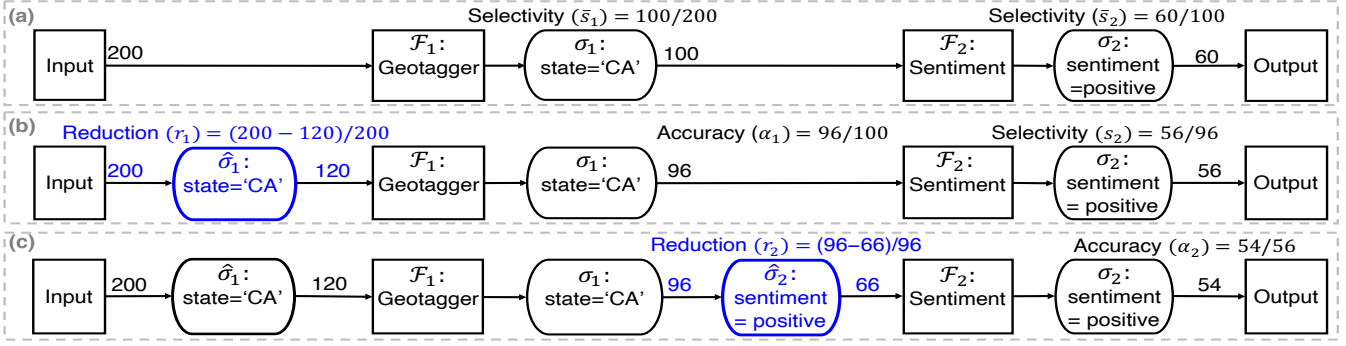 (a)
Selectivity (s̄₁) = 100/200
Selectivity (s̄₂) = 60/100
Input
200
ℱ₁:
Geotagger
σ₁:
state=‘CA’
100
ℱ₂:
Sentiment
σ₂:
sentiment
=positive
60
Output
(b)
Reduction (r₁) = (200 − 120)/200
Accuracy (α₁) = 96/100
Selectivity (s₂) = 56/96
Input
200
σ̂₁:
state=‘CA’
120
ℱ₁:
Geotagger
σ₁:
state=‘CA’
96
ℱ₂:
Sentiment
σ₂:
sentiment
= positive
56
Output
(c)
Reduction (r₂) = (96−66)/96
Accuracy (α₂) = 54/56
Input
200
σ̂₁:
state=‘CA’
120
ℱ₁:
Geotagger
σ₁:
state=‘CA’
96
σ̂₂:
sentiment
= positive
66
ℱ₂:
Sentiment
σ₂:
sentiment
= positive
54
Output